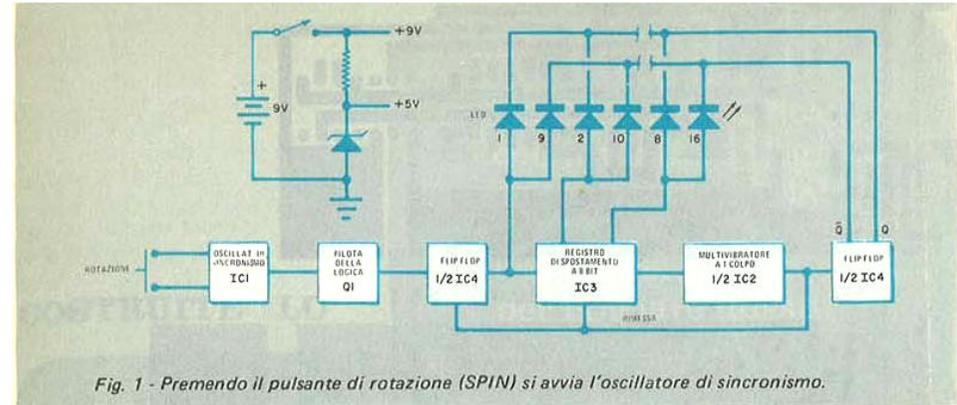 +9V
+
9V
+5V
LED
1
9
2
10
8
16
Q̄
Q
ROTAZIONE
OSCILLAT DI
SINCRONISMO
IC1
PILOTA
DELLA
LOGICA
Q1
FLIP FLOP
1/2 IC4
REGISTRO
DI SPOSTAMENTO
A 8 BIT
IC3
MULTIVIBRATORE
A 1 COLPO
1/2 IC2
FLIP FLOP
1/2 IC4
RIMESSA
Fig. 1 - Premendo il pulsante di rotazione (SPIN) si avvia l'oscillatore di sincronismo.